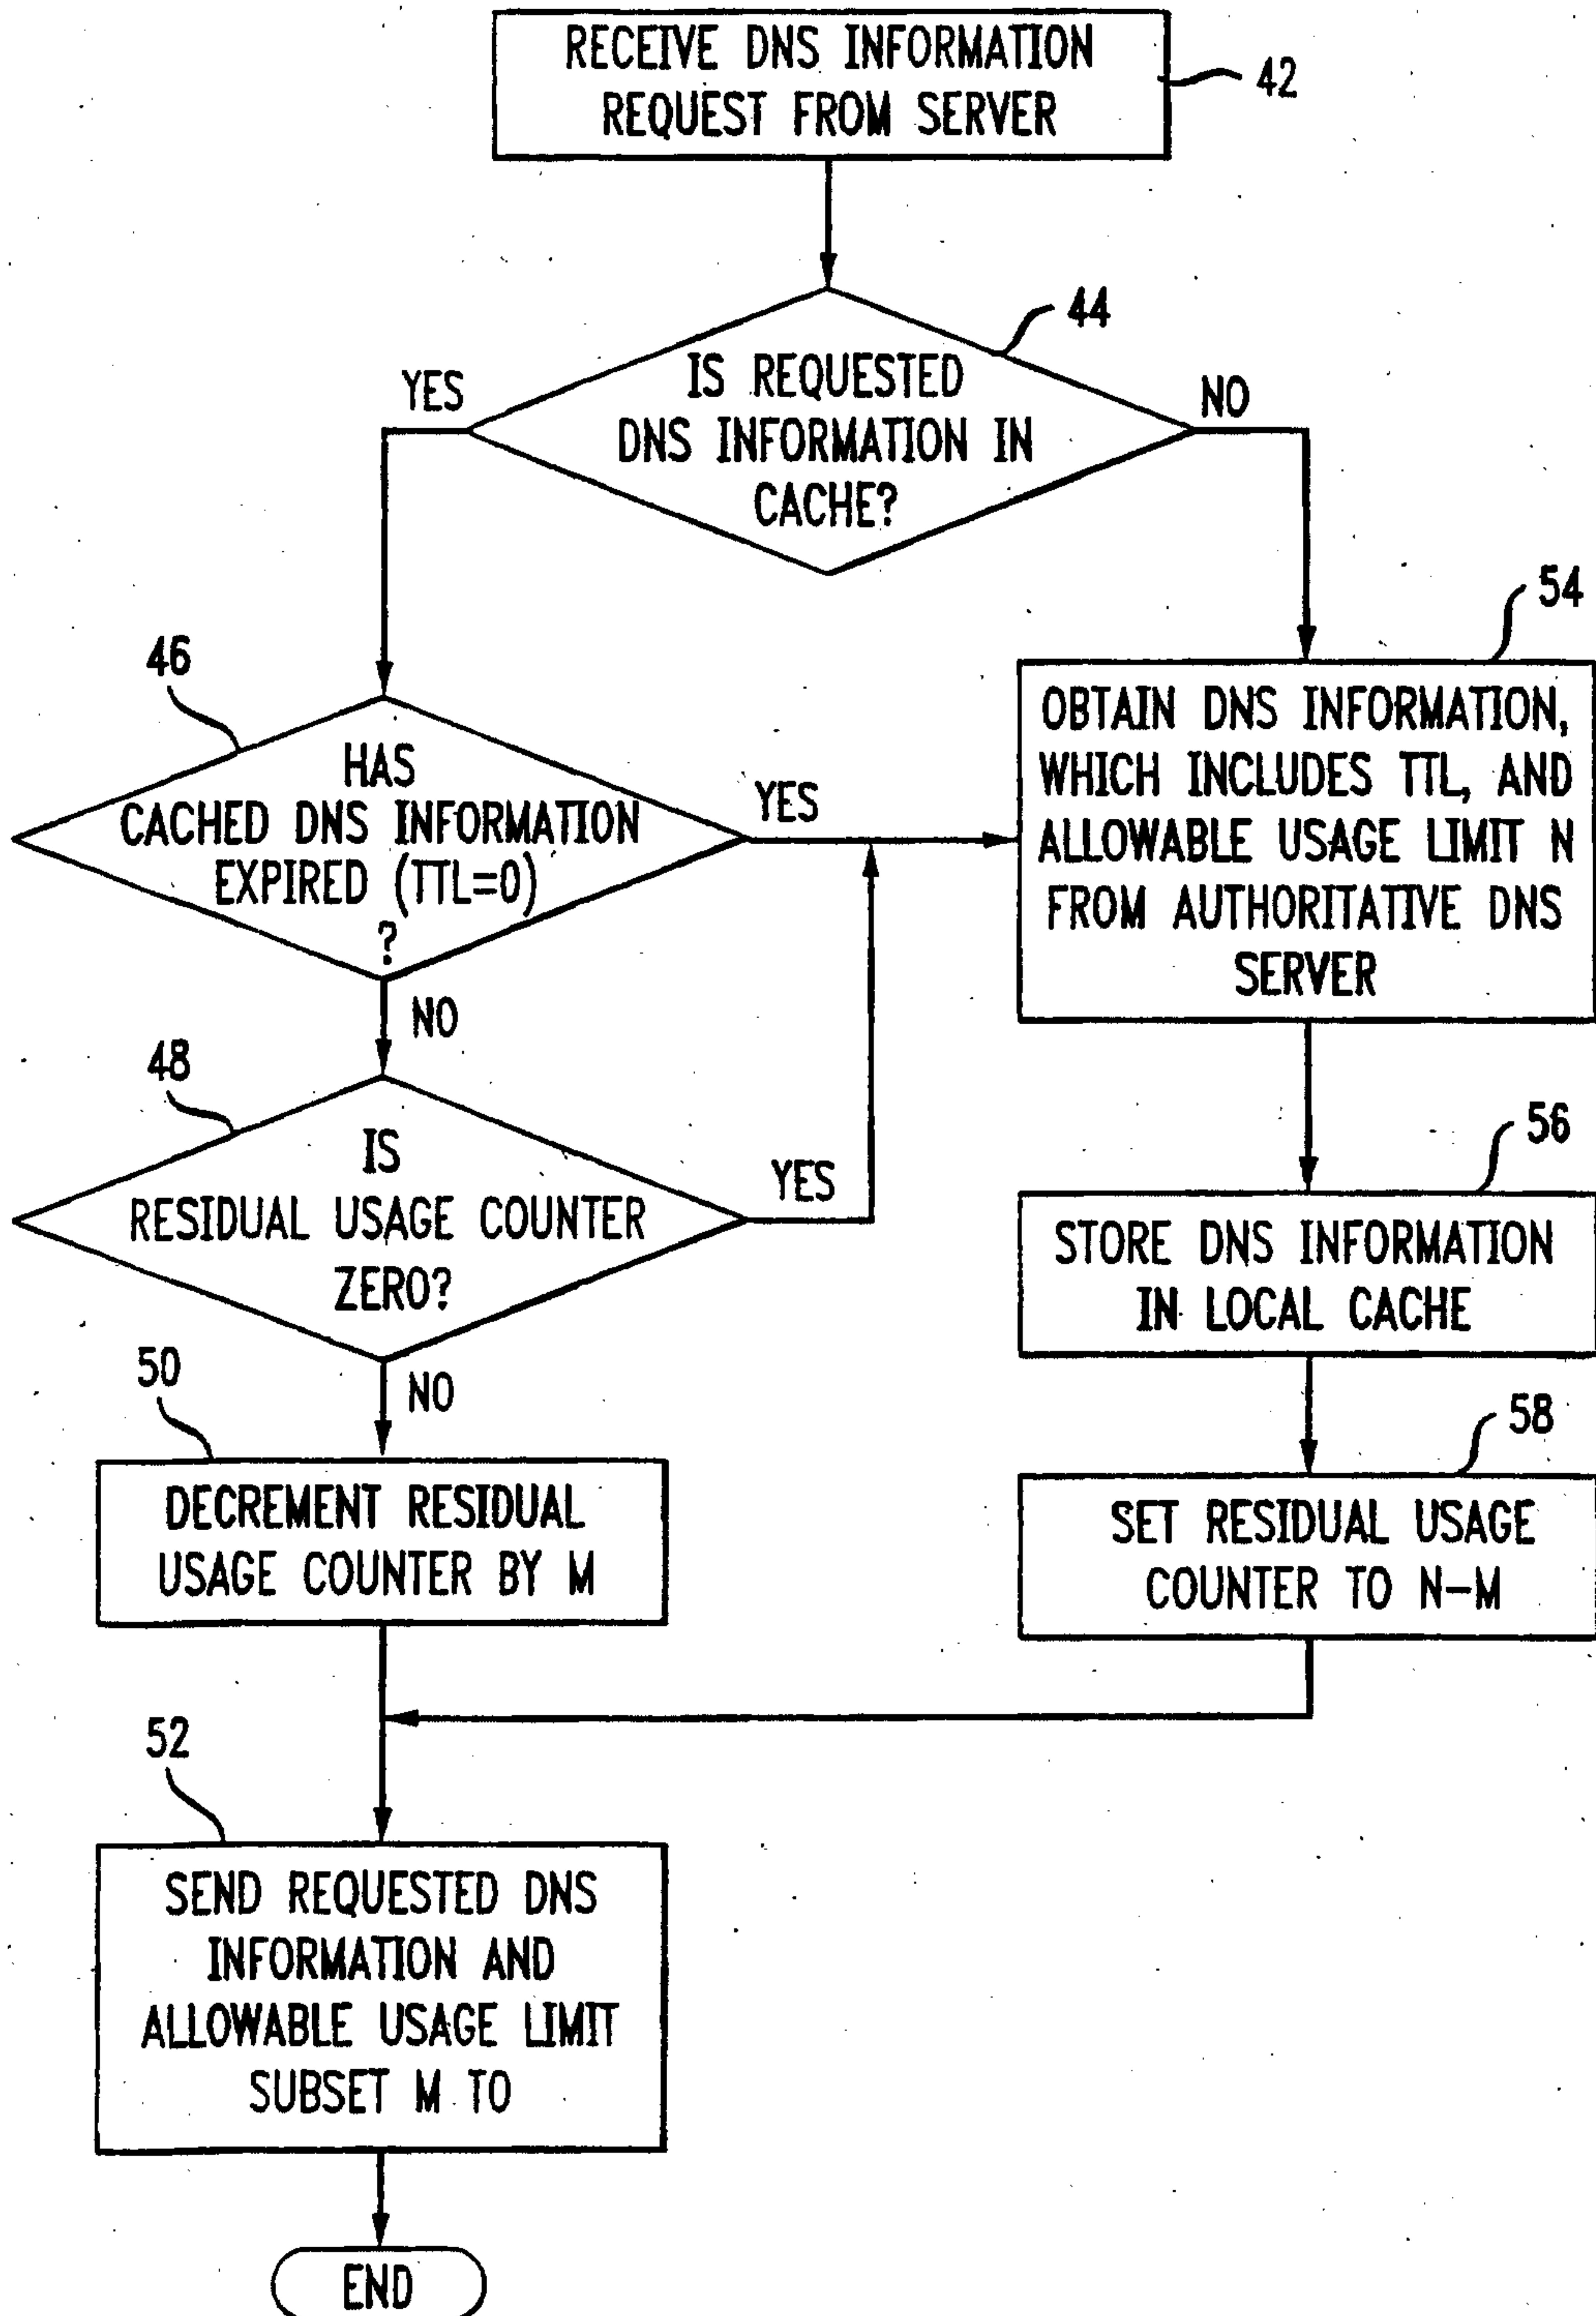 RECEIVE DNS INFORMATION
REQUEST FROM SERVER
42
44
IS REQUESTED
DNS INFORMATION IN
CACHE?
YES
NO
54
46
HAS
CACHED DNS INFORMATION
EXPIRED (TTL=0)
?
YES
NO
OBTAIN DNS INFORMATION,
WHICH INCLUDES TTL, AND
ALLOWABLE USAGE LIMIT N
FROM AUTHORITATIVE DNS
SERVER
48
IS
RESIDUAL USAGE COUNTER
ZERO?
YES
NO
56
STORE DNS INFORMATION
IN LOCAL CACHE
50
DECREMENT RESIDUAL
USAGE COUNTER BY M
58
SET RESIDUAL USAGE
COUNTER TO N-M
52
SEND REQUESTED DNS
INFORMATION AND
ALLOWABLE USAGE LIMIT
SUBSET M TO
END